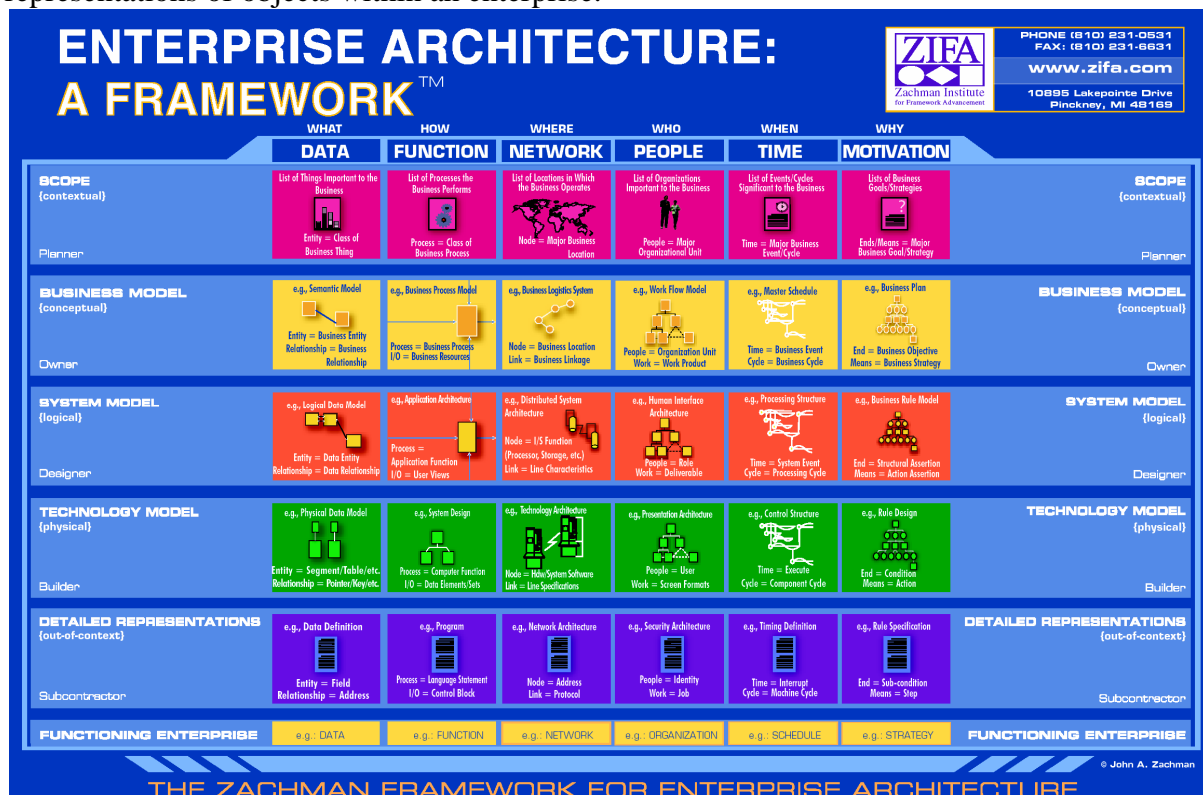 representations of objects within an enterprise.
ENTERPRISE ARCHITECTURE:
A FRAMEWORK™
ZIFA
Zachman Institute
for Framework Advancement
PHONE (810) 231-0531
FAX: (810) 231-6631
www.zifa.com
10895 Lakepointe Drive
Pinckney, MI 48169
WHAT HOW WHERE WHO WHEN WHY
DATA FUNCTION NETWORK PEOPLE TIME MOTIVATION
SCOPE
{contextual}
Planner
List of Things Important to the
Business
Entity = Class of
Business Thing
List of Processes the
Business Performs
Process = Class of
Business Process
List of Locations in Which
the Business Operates
Node = Major Business
Location
List of Organizations
Important to the Business
People = Major
Organizational Unit
List of Events/Cycles
Significant to the Business
Time = Major Business
Event/Cycle
Lists of Business
Goals/Strategies
?
Ends/Means = Major
Business Goal/Strategy
SCOPE
{contextual}
Planner
BUSINESS MODEL
{conceptual}
Owner
e.g., Semantic Model
Entity = Business Entity
Relationship = Business
Relationship
e.g., Business Process Model
Process = Business Process
I/O = Business Resources
e.g., Business Logistics System
Node = Business Location
Link = Business Linkage
e.g., Work Flow Model
People = Organization Unit
Work = Work Product
e.g., Master Schedule
Time = Business Event
Cycle = Business Cycle
e.g., Business Plan
End = Business Objective
Means = Business Strategy
BUSINESS MODEL
{conceptual}
Owner
SYSTEM MODEL
{logical}
Designer
e.g., Logical Data Model
Entity = Data Entity
Relationship = Data Relationship
e.g., Application Architecture
Process =
Application Function
I/O = User Views
e.g., Distributed System
Architecture
Node = I/S Function
(Processor, Storage, etc.)
Link = Line Characteristics
e.g., Human Interface
Architecture
People = Role
Work = Deliverable
e.g., Processing Structure
Time = System Event
Cycle = Processing Cycle
e.g., Business Rule Model
End = Structural Assertion
Means = Action Assertion
SYSTEM MODEL
{logical}
Designer
TECHNOLOGY MODEL
{physical}
Builder
e.g., Physical Data Model
Entity = Segment/Table/etc.
Relationship = Pointer/Key/etc.
e.g., System Design
Process = Computer Function
I/O = Data Elements/Sets
e.g., Technology Architecture
Node = Hdw/System Software
Link = Line Specifications
e.g., Presentation Architecture
People = User
Work = Screen Formats
e.g., Control Structure
Time = Execute
Cycle = Component Cycle
e.g., Rule Design
End = Condition
Means = Action
TECHNOLOGY MODEL
{physical}
Builder
DETAILED REPRESENTATIONS
{out-of-context}
Subcontractor
e.g., Data Definition
Entity = Field
Relationship = Address
e.g., Program
Process = Language Statement
I/O = Control Block
e.g., Network Architecture
Node = Address
Link = Protocol
e.g., Security Architecture
People = Identity
Work = Job
e.g., Timing Definition
Time = Interrupt
Cycle = Machine Cycle
e.g., Rule Specification
End = Sub-condition
Means = Step
DETAILED REPRESENTATIONS
{out-of-context}
Subcontractor
FUNCTIONING ENTERPRISE
e.g.: DATA
e.g.: FUNCTION
e.g.: NETWORK
e.g.: ORGANIZATION
e.g.: SCHEDULE
e.g.: STRATEGY
FUNCTIONING ENTERPRISE
© John A. Zachman
THE ZACHMAN FRAMEWORK FOR ENTERPRISE ARCHITECTURE